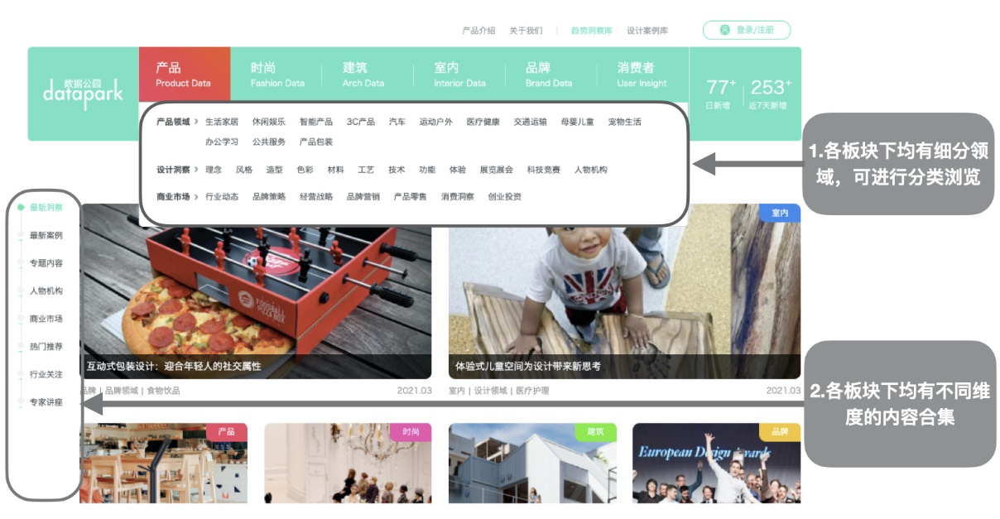 产品介绍 关于我们 | 趋势洞察库 设计案例库 登录/注册
数据公园
datapark
产品 时尚 建筑 室内 品牌 消费者
Product Data Fashion Data Arch Data Interior Data Brand Data User Insight
77+ 253+
日新增 近7天新增
产品领域 › 生活家居 休闲娱乐 智能产品 3C产品 汽车 运动户外 医疗健康 交通运输 母婴儿童 宠物生活
办公学习 公共服务 产品包装
设计洞察 › 理念 风格 造型 色彩 材料 工艺 技术 功能 体验 展览展会 科技竞赛 人物机构
商业市场 › 行业动态 品牌策略 经营战略 品牌营销 产品零售 消费洞察 创业投资
1.各板块下均有细分领
域，可进行分类浏览
最新洞察
最新案例
专题内容
人物机构
商业市场
热门推荐
行业关注
专家讲座
室内
FOOSBALL
PIZZA BOX
LONDON
互动式包装设计：迎合年轻人的社交属性
体验式儿童空间为设计带来新思考
品牌 | 品牌领域 | 食物饮品 2021.03
室内 | 设计领域 | 医疗护理 2021.03
2.各板块下均有不同维
度的内容合集
产品 时尚 建筑 品牌
European Design Awards